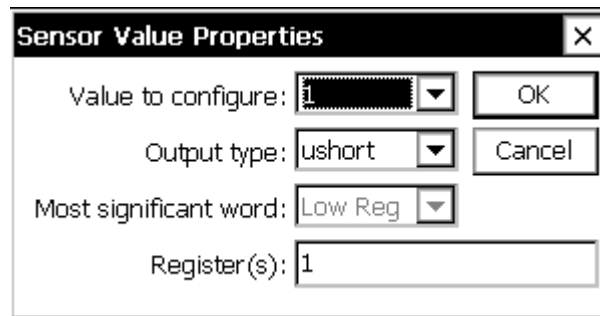 Sensor Value Properties
Value to configure: 1 OK
Output type: ushort Cancel
Most significant word: Low Reg
Register(s): 1